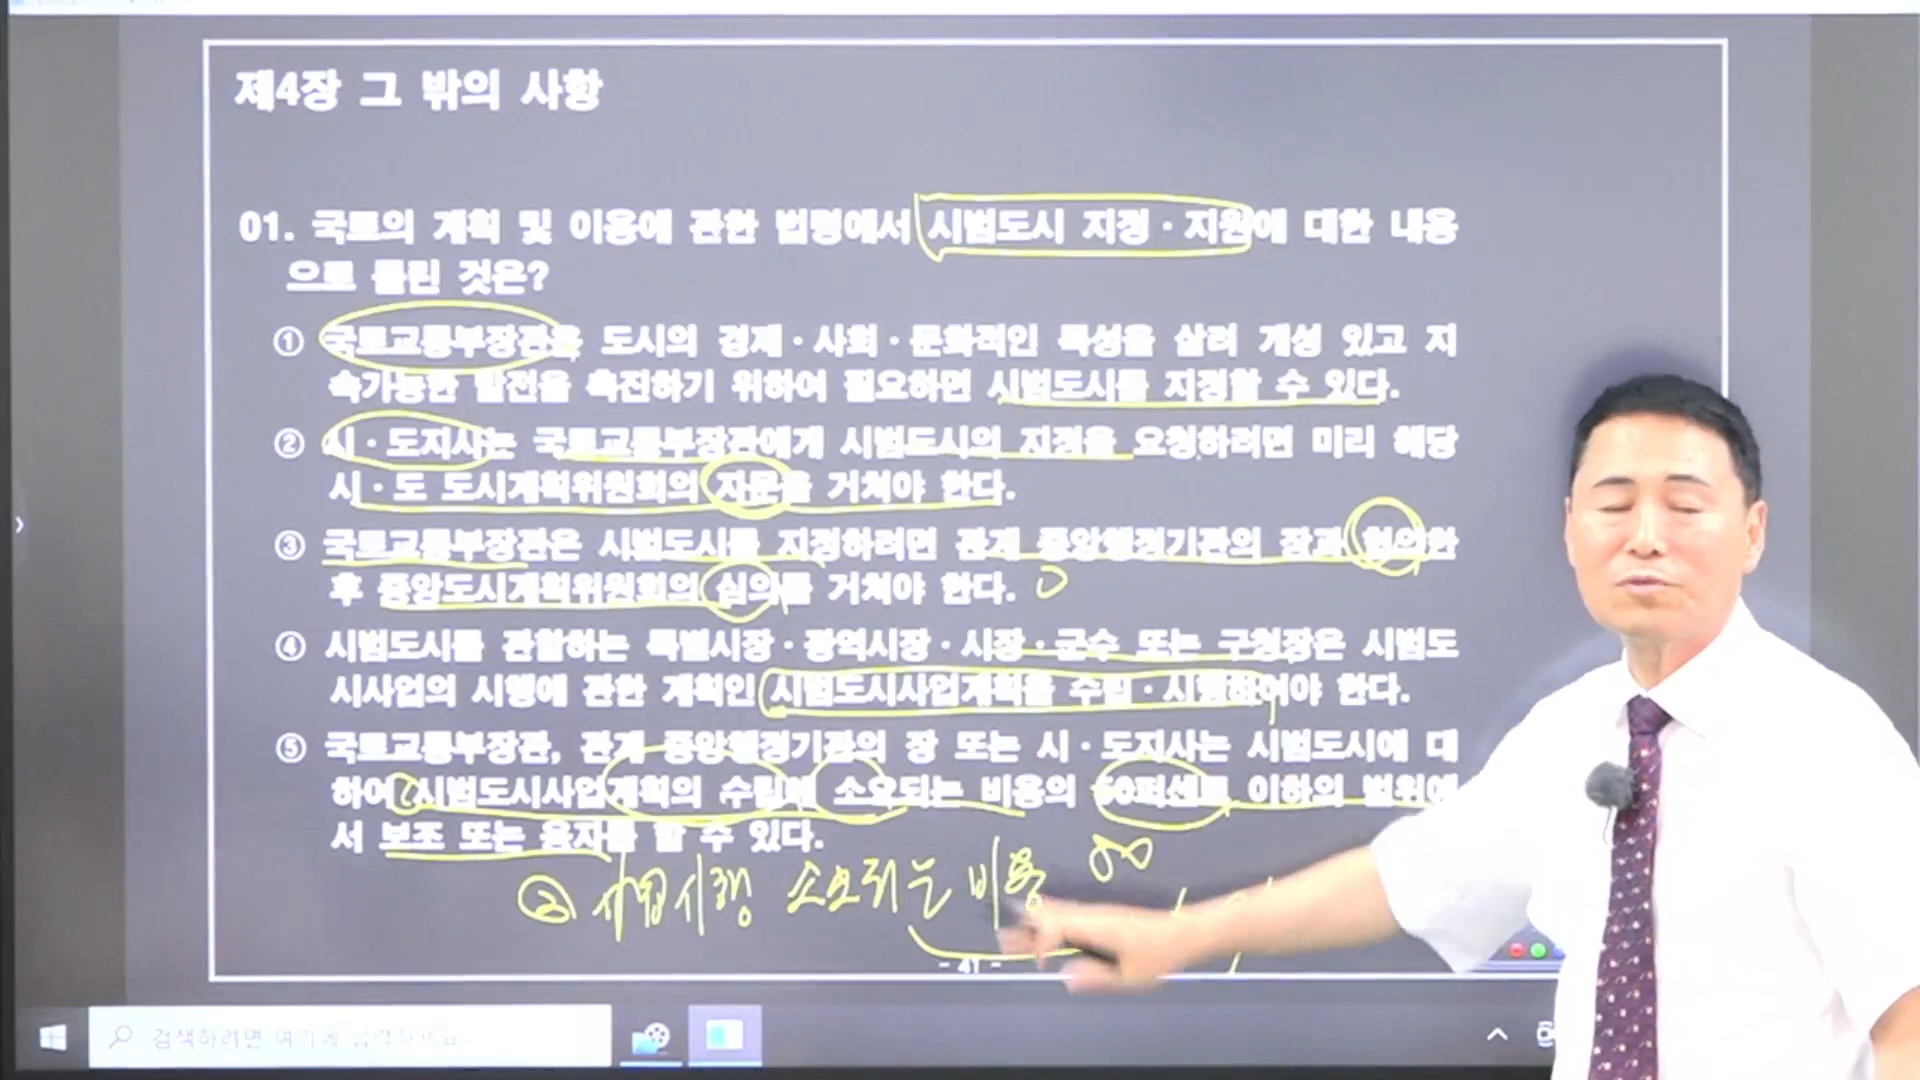 제4장 그 밖의 사항
01. 국토의 계획 및 이용에 관한 법령에서 시범도시 지정·지원에 대한 내용
으로 틀린 것은?
① 국토교통부장관은 도시의 경제·사회·문화적인 특성을 살려 개성 있고 지
속가능한 발전을 촉진하기 위하여 필요하면 시범도시를 지정할 수 있다.
② 시·도지사는 국토교통부장관에게 시범도시의 지정을 요청하려면 미리 해당
시·도 도시계획위원회의 자문을 거쳐야 한다.
③ 국토교통부장관은 시범도시를 지정하려면 관계 중앙행정기관의 장과 협의한
후 중앙도시계획위원회의 심의를 거쳐야 한다.
④ 시범도시를 관할하는 특별시장·광역시장·시장·군수 또는 구청장은 시범도
시사업의 시행에 관한 계획인 시범도시사업계획을 수립·시행하여야 한다.
⑤ 국토교통부장관, 관계 중앙행정기관의 장 또는 시·도지사는 시범도시에 대
하여 시범도시사업계획의 수립에 소요되는 비용의 50퍼센트 이하의 범위에
서 보조 또는 융자를 할 수 있다.
② 사업시행 소요되는 비용
- 41 -
검색하려면 여기에 입력하세요.